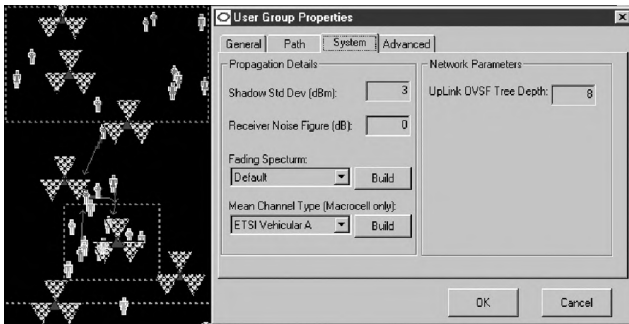 User Group Properties
General Path System Advanced
Propagation Details
Shadow Std Dev (dBm): 3
Receiver Noise Figure (dB): 0
Fading Specturm:
Default Build
Mean Channel Type (Macrocell only):
ETSI Vehicular A Build
Network Parameters
UpLink OVSF Tree Depth: 8
OK Cancel